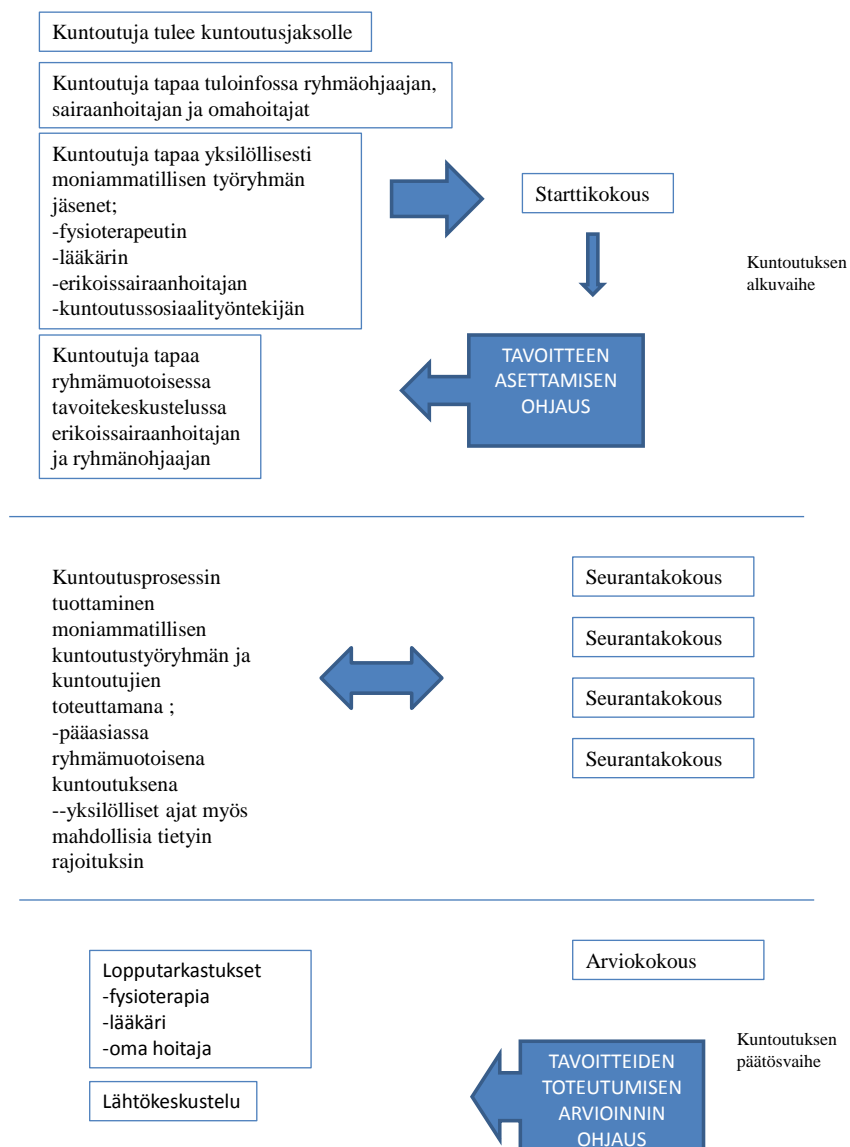 Kuntoutuja tulee kuntoutusjaksolle
Kuntoutuja tapaa tuloinfossa ryhmäohjaajan,
sairaanhoitajan ja omahoitajat
Kuntoutuja tapaa yksilöllisesti
moniammatillisen työryhmän
jäsenet;
-fysioterapeutin
-lääkärin
-erikoissairaanhoitajan
-kuntoutussosiaalityöntekijän
Starttikokous
Kuntoutuksen
alkuvaihe
Kuntoutuja tapaa
ryhmämuotoisessa
tavoitekeskustelussa
erikoissairaanhoitajan
ja ryhmänohjaajan
TAVOITTEEN
ASETTAMISEN
OHJAUS
Kuntoutusprosessin
tuottaminen
moniammatillisen
kuntoutustyöryhmän ja
kuntoutujien
toteuttamana ;
-pääasiassa
ryhmämuotoisena
kuntoutuksena
--yksilölliset ajat myös
mahdollisia tietyin
rajoituksin
Seurantakokous
Seurantakokous
Seurantakokous
Seurantakokous
Lopputarkastukset
-fysioterapia
-lääkäri
-oma hoitaja
Lähtökeskustelu
Arviokokous
Kuntoutuksen
päätösvaihe
TAVOITTEIDEN
TOTEUTUMISEN
ARVIOINNIN
OHJAUS